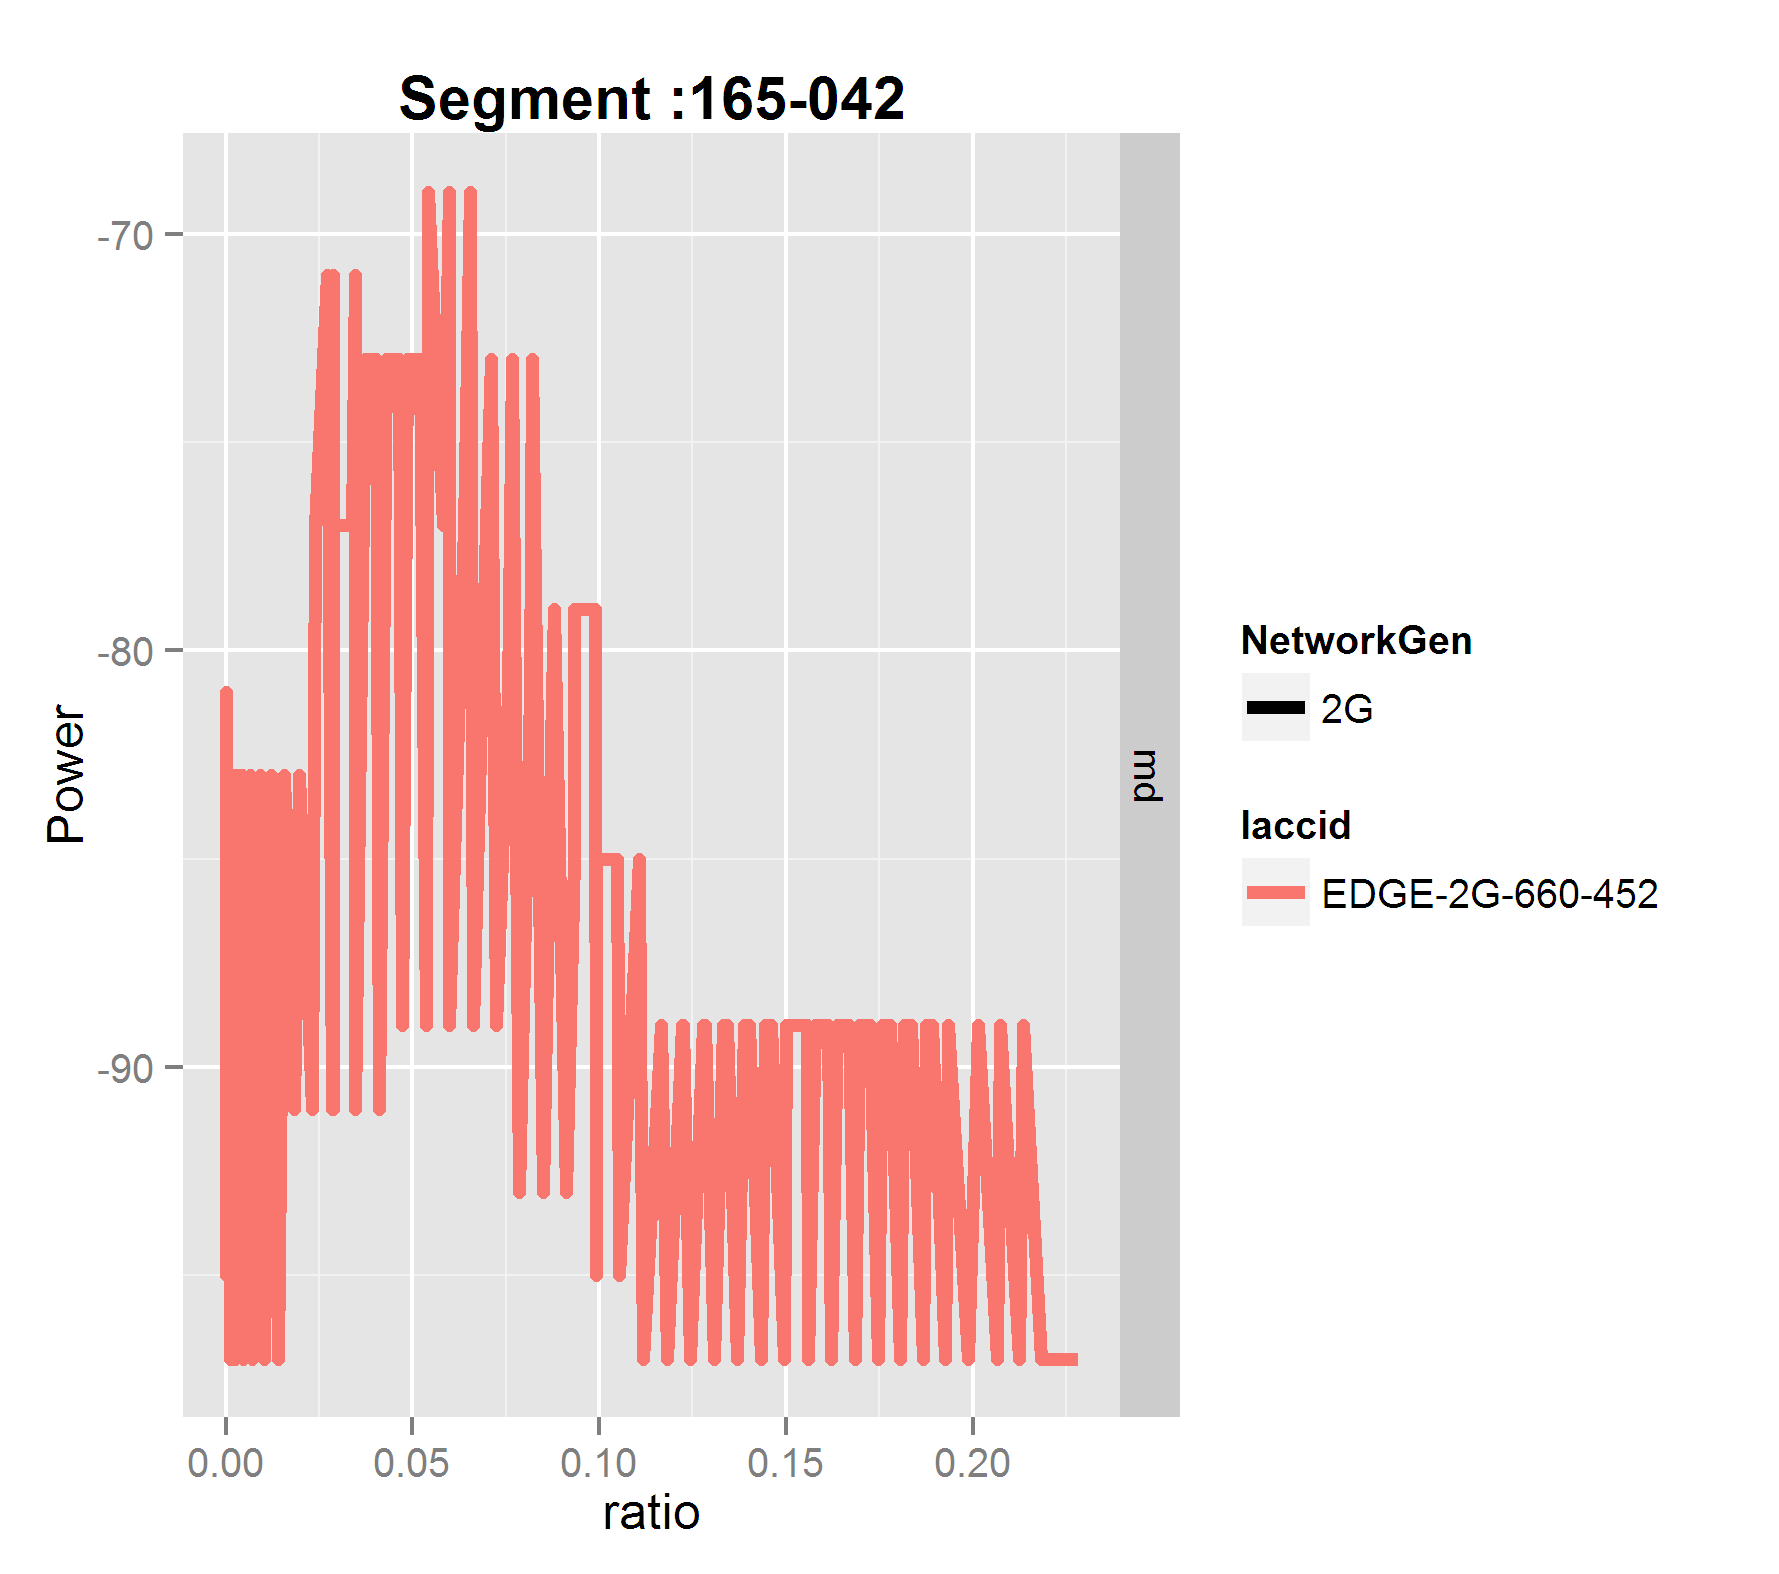 Segment :165-042
-70
-80
-90
Power
0.00 0.05 0.10 0.15 0.20
ratio
md
NetworkGen
2G
laccid
EDGE-2G-660-452